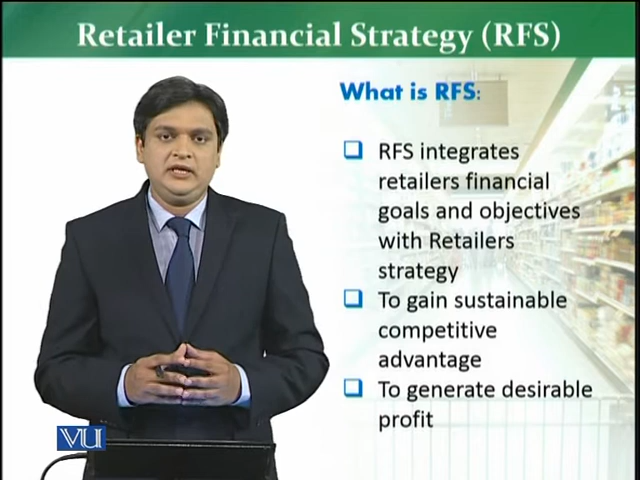 Retailer Financial Strategy (RFS)
What is RFS:
RFS integrates
retailers financial
goals and objectives
with Retailers
strategy
To gain sustainable
competitive
advantage
To generate desirable
profit
VU